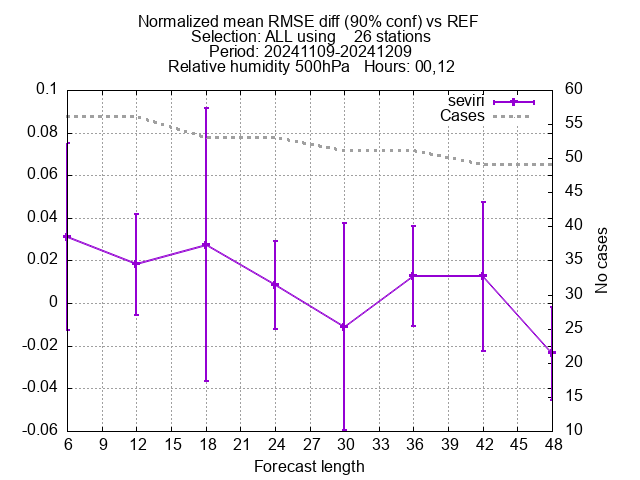 Normalized mean RMSE diff (90% conf) vs REF
Selection: ALL using    26 stations
Period: 20241109-20241209
Relative humidity 500hPa   Hours: 00,12
0.1
0.08
0.06
0.04
0.02
0
-0.02
-0.04
-0.06
60
55
50
45
40
35
30
25
20
15
10
seviri
Cases
No cases
6 9 12 15 18 21 24 27 30 33 36 39 42 45 48
Forecast length